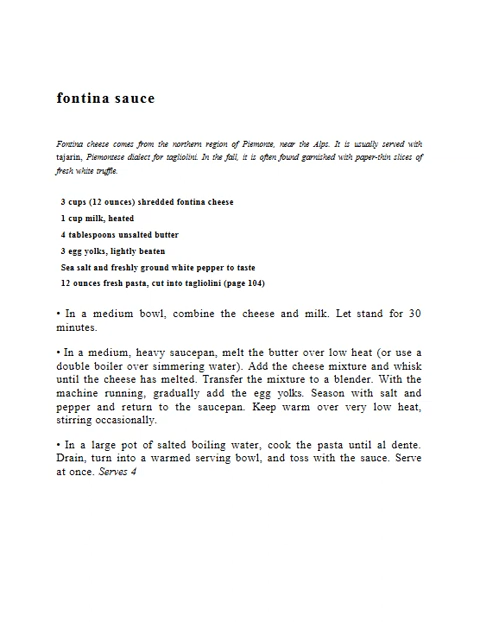 fontina sauce
Fontina cheese comes from the northern region of Piemonte, near the Alps. It is usually served with
tajarin, Piemontese dialect for tagliolini. In the fall, it is often found garnished with paper-thin slices of
fresh white truffle.
3 cups (12 ounces) shredded fontina cheese
1 cup milk, heated
4 tablespoons unsalted butter
3 egg yolks, lightly beaten
Sea salt and freshly ground white pepper to taste
12 ounces fresh pasta, cut into tagliolini (page 104)
• In a medium bowl, combine the cheese and milk. Let stand for 30
minutes.
• In a medium, heavy saucepan, melt the butter over low heat (or use a
double boiler over simmering water). Add the cheese mixture and whisk
until the cheese has melted. Transfer the mixture to a blender. With the
machine running, gradually add the egg yolks. Season with salt and
pepper and return to the saucepan. Keep warm over very low heat,
stirring occasionally.
• In a large pot of salted boiling water, cook the pasta until al dente.
Drain, turn into a warmed serving bowl, and toss with the sauce. Serve
at once. Serves 4